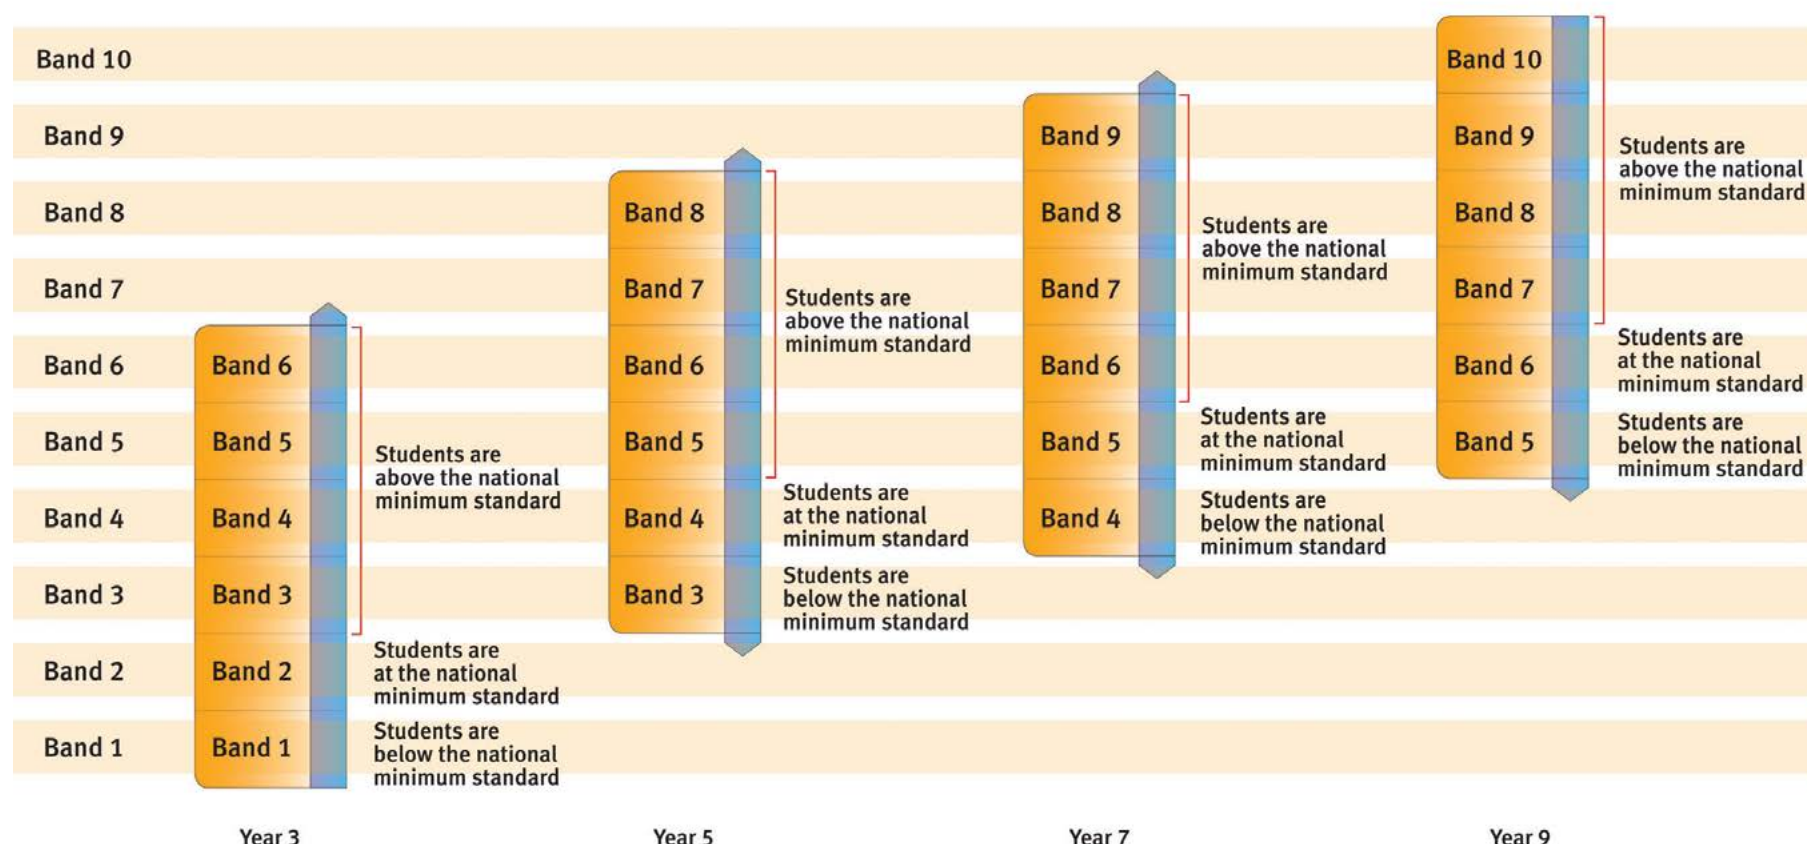 Band 10
Band 9
Band 8
Band 7
Band 6
Band 5
Band 4
Band 3
Band 2
Band 1
Band 6
Band 5
Band 4
Band 3
Band 2
Band 1
Students are
above the national
minimum standard
Students are
at the national
minimum standard
Students are
below the national
minimum standard
Year 3
Band 8
Band 7
Band 6
Band 5
Band 4
Band 3
Students are
above the national
minimum standard
Students are
at the national
minimum standard
Students are
below the national
minimum standard
Year 5
Band 9
Band 8
Band 7
Band 6
Band 5
Band 4
Students are
above the national
minimum standard
Students are
at the national
minimum standard
Students are
below the national
minimum standard
Year 7
Band 10
Band 9
Band 8
Band 7
Band 6
Band 5
Students are
above the national
minimum standard
Students are
at the national
minimum standard
Students are
below the national
minimum standard
Year 9